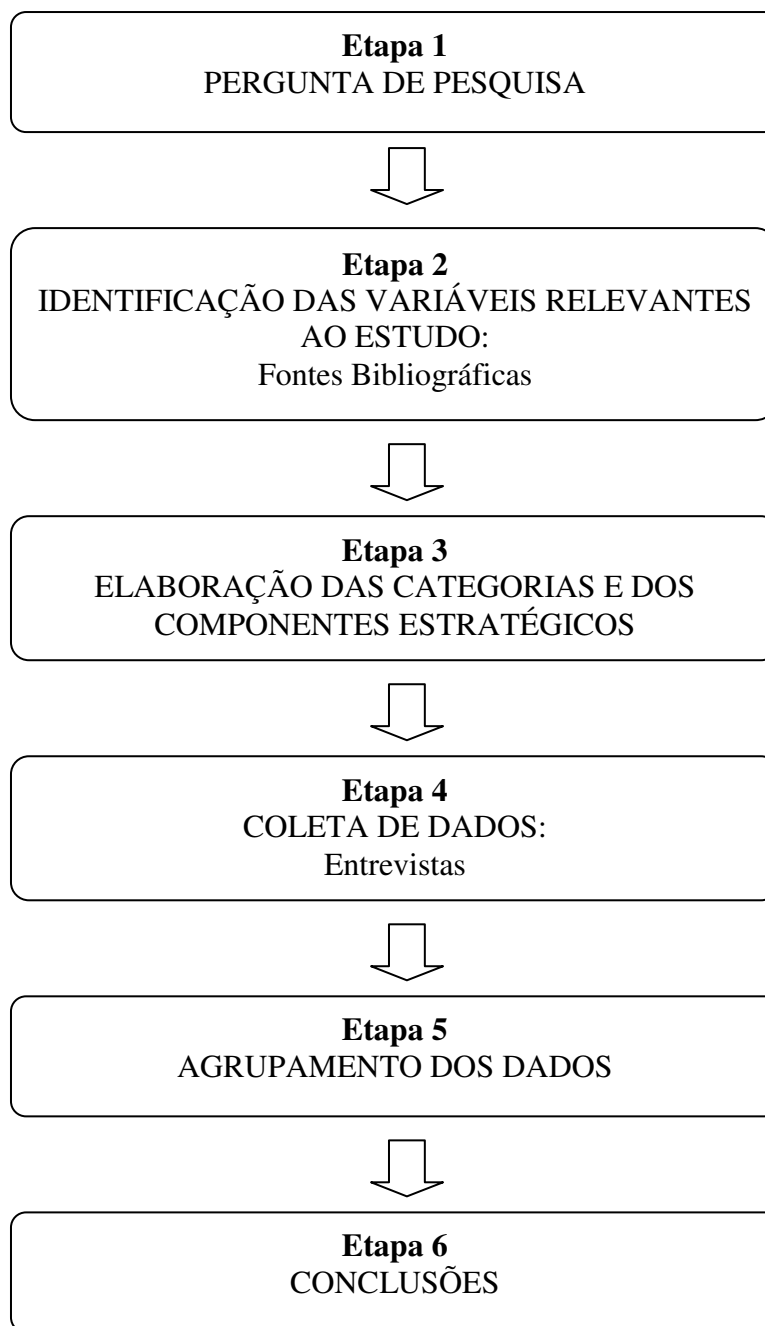 Etapa 1
PERGUNTA DE PESQUISA
Etapa 2
IDENTIFICAÇÃO DAS VARIÁVEIS RELEVANTES
AO ESTUDO:
Fontes Bibliográficas
Etapa 3
ELABORAÇÃO DAS CATEGORIAS E DOS
COMPONENTES ESTRATÉGICOS
Etapa 4
COLETA DE DADOS:
Entrevistas
Etapa 5
AGRUPAMENTO DOS DADOS
Etapa 6
CONCLUSÕES